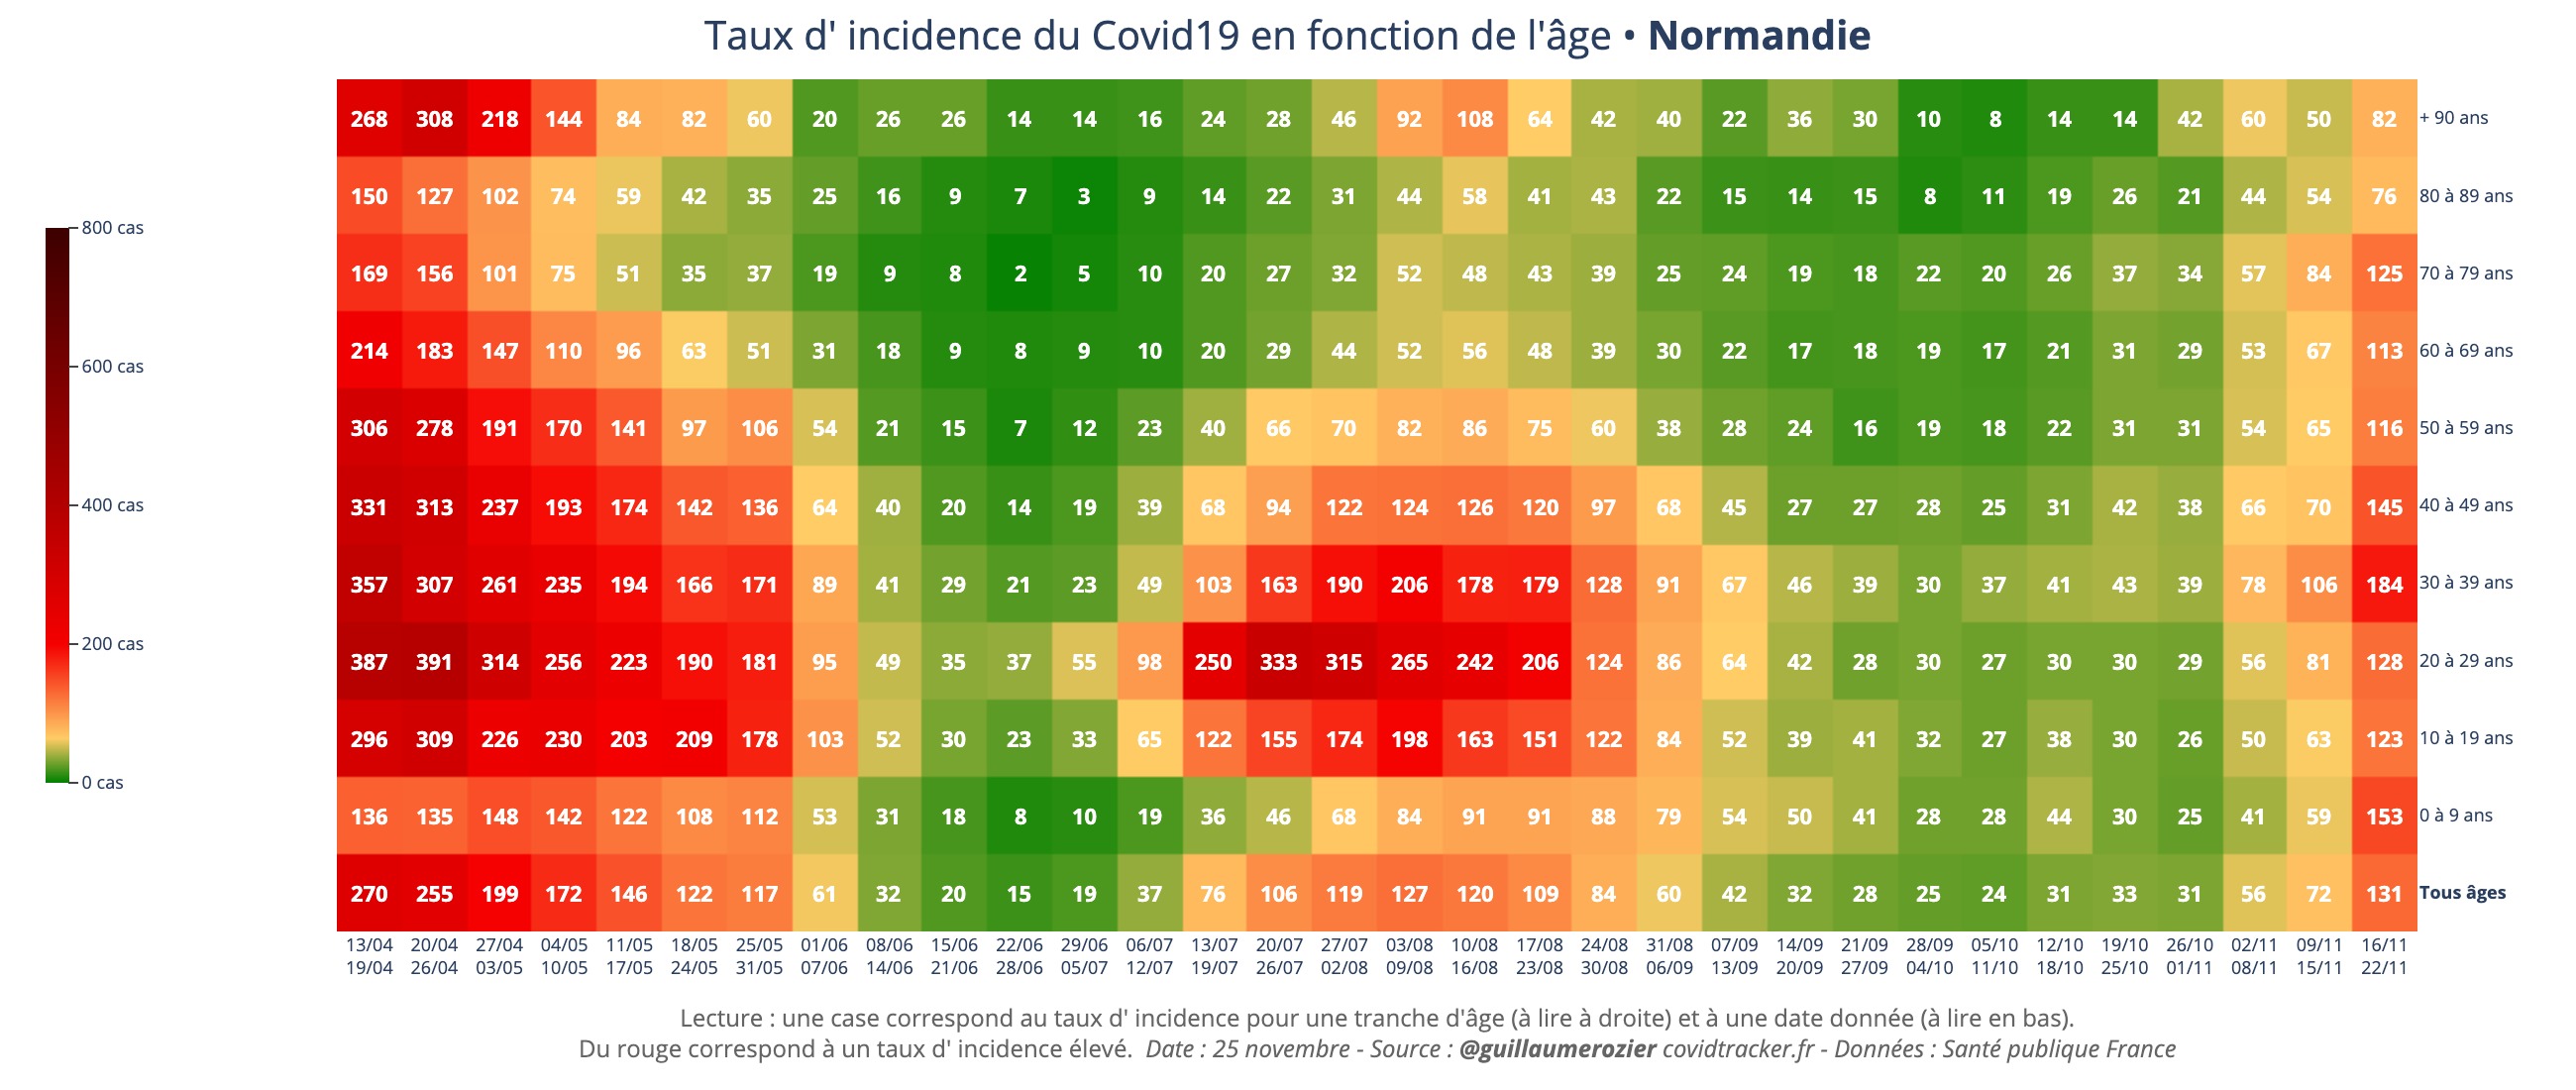 Taux d' incidence du Covid19 en fonction de l'âge • Normandie
800 cas
600 cas
400 cas
200 cas
0 cas
268 308 218 144 84 82 60 20 26 26 14 14 16 24 28 46 92 108 64 42 40 22 36 30 10 8 14 14 42 60 50 82 + 90 ans
150 127 102 74 59 42 35 25 16 9 7 3 9 14 22 31 44 58 41 43 22 15 14 15 8 11 19 26 21 44 54 76 80 à 89 ans
169 156 101 75 51 35 37 19 9 8 2 5 10 20 27 32 52 48 43 39 25 24 19 18 22 20 26 37 34 57 84 125 70 à 79 ans
214 183 147 110 96 63 51 31 18 9 8 9 10 20 29 44 52 56 48 39 30 22 17 18 19 17 21 31 29 53 67 113 60 à 69 ans
306 278 191 170 141 97 106 54 21 15 7 12 23 40 66 70 82 86 75 60 38 28 24 16 19 18 22 31 31 54 65 116 50 à 59 ans
331 313 237 193 174 142 136 64 40 20 14 19 39 68 94 122 124 126 120 97 68 45 27 27 28 25 31 42 38 66 70 145 40 à 49 ans
357 307 261 235 194 166 171 89 41 29 21 23 49 103 163 190 206 178 179 128 91 67 46 39 30 37 41 43 39 78 106 184 30 à 39 ans
387 391 314 256 223 190 181 95 49 35 37 55 98 250 333 315 265 242 206 124 86 64 42 28 30 27 30 30 29 56 81 128 20 à 29 ans
296 309 226 230 203 209 178 103 52 30 23 33 65 122 155 174 198 163 151 122 84 52 39 41 32 27 38 30 26 50 63 123 10 à 19 ans
136 135 148 142 122 108 112 53 31 18 8 10 19 36 46 68 84 91 91 88 79 54 50 41 28 28 44 30 25 41 59 153 0 à 9 ans
270 255 199 172 146 122 117 61 32 20 15 19 37 76 106 119 127 120 109 84 60 42 32 28 25 24 31 33 31 56 72 131 Tous âges
13/04 20/04 27/04 04/05 11/05 18/05 25/05 01/06 08/06 15/06 22/06 29/06 06/07 13/07 20/07 27/07 03/08 10/08 17/08 24/08 31/08 07/09 14/09 21/09 28/09 05/10 12/10 19/10 26/10 02/11 09/11 16/11
19/04 26/04 03/05 10/05 17/05 24/05 31/05 07/06 14/06 21/06 28/06 05/07 12/07 19/07 26/07 02/08 09/08 16/08 23/08 30/08 06/09 13/09 20/09 27/09 04/10 11/10 18/10 25/10 01/11 08/11 15/11 22/11
Lecture : une case correspond au taux d' incidence pour une tranche d'âge (à lire à droite) et à une date donnée (à lire en bas).
Du rouge correspond à un taux d' incidence élevé. Date : 25 novembre - Source : @guillaumerozier covidtracker.fr - Données : Santé publique France